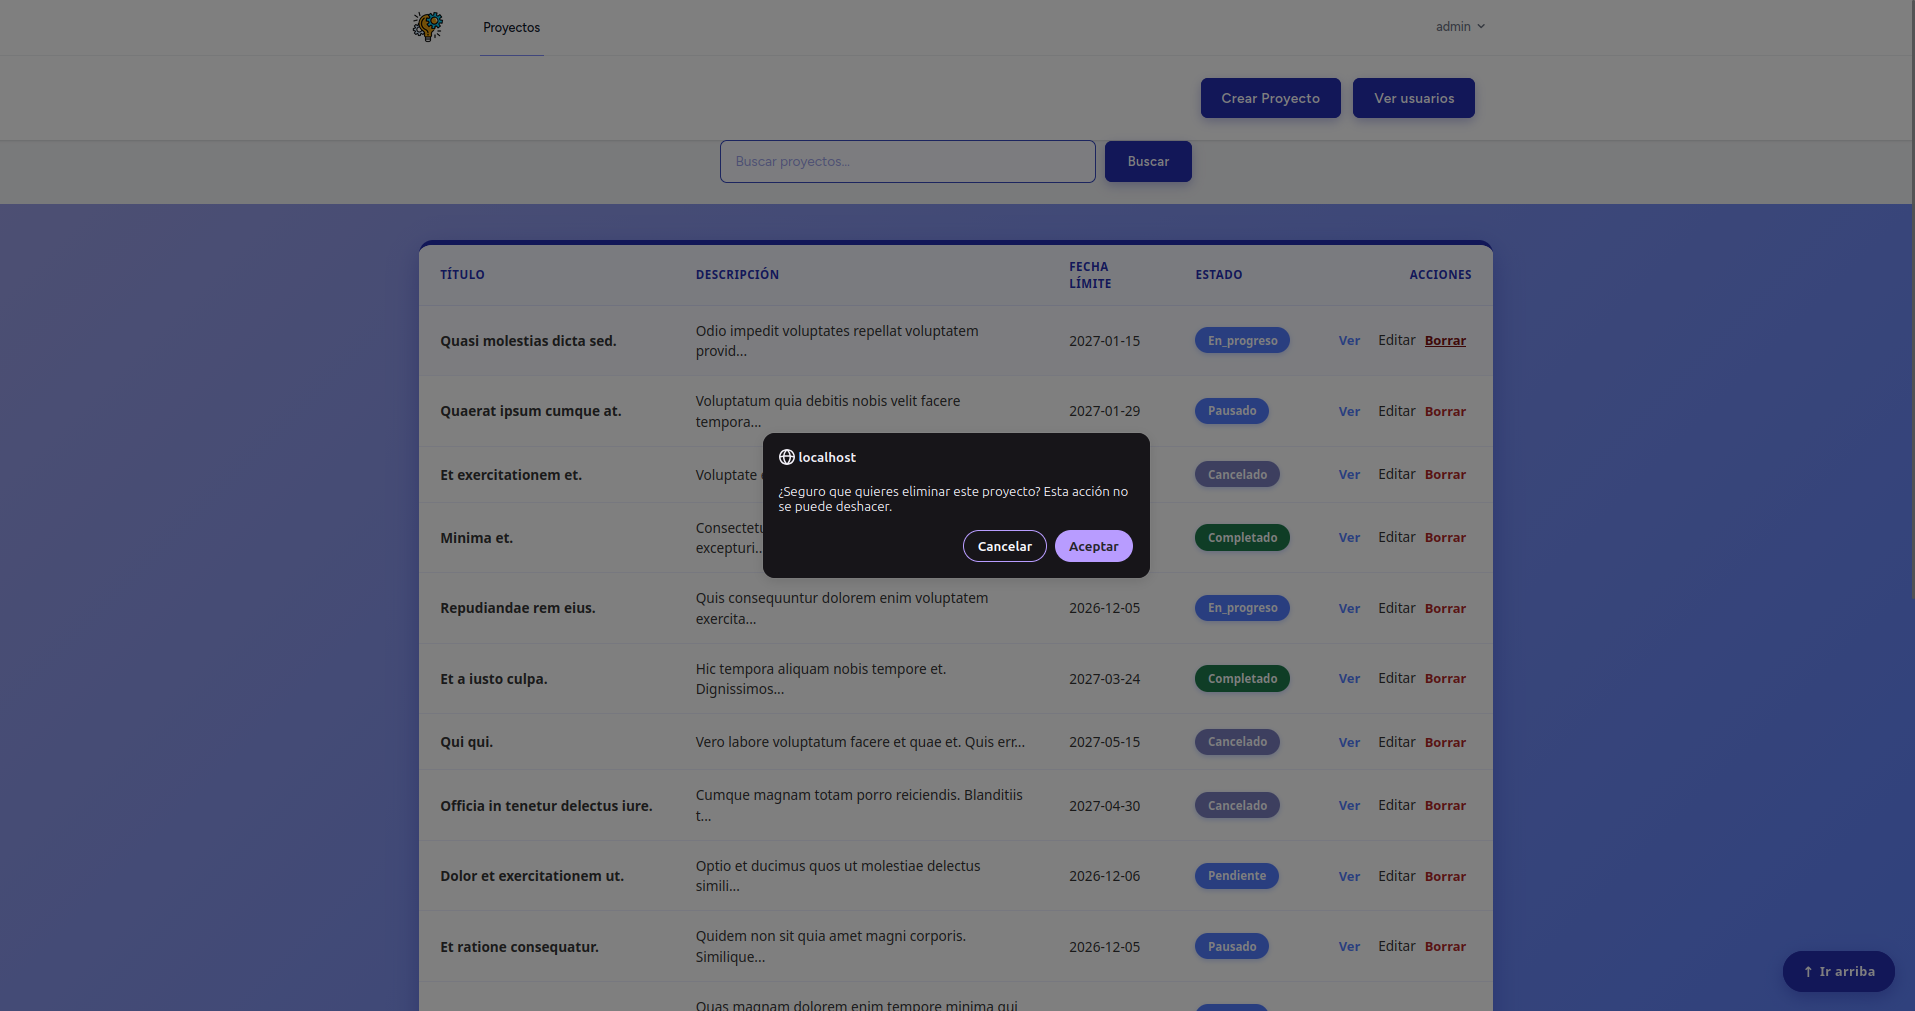 Proyectos
admin
Crear Proyecto
Ver usuarios
Buscar proyectos...
Buscar
TÍTULO DESCRIPCIÓN FECHA LÍMITE ESTADO ACCIONES
Quasi molestias dicta sed.
Odio impedit voluptates repellat voluptatem
provid...
2027-01-15
En_progreso
Ver Editar Borrar
Quaerat ipsum cumque at.
Voluptatum quia debitis nobis velit facere
tempora...
2027-01-29
Pausado
Ver Editar Borrar
Et exercitationem et.
Voluptate
Cancelado
Ver Editar Borrar
localhost
¿Seguro que quieres eliminar este proyecto? Esta acción no
se puede deshacer.
Cancelar
Aceptar
Minima et.
excepturi...
Completado
Ver Editar Borrar
Repudiandae rem eius.
Quis consequuntur dolorem enim voluptatem
exercita...
2026-12-05
En_progreso
Ver Editar Borrar
Et a iusto culpa.
Hic tempora aliquam nobis tempore et.
Dignissimos...
2027-03-24
Completado
Ver Editar Borrar
Qui qui.
Vero labore voluptatum facere et quae et. Quis err...
2027-05-15
Cancelado
Ver Editar Borrar
Officia in tenetur delectus iure.
Cumque magnam totam porro reiciendis. Blanditiis
t...
2027-04-30
Cancelado
Ver Editar Borrar
Dolor et exercitationem ut.
Optio et ducimus quos ut molestiae delectus
simili...
2026-12-06
Pendiente
Ver Editar Borrar
Et ratione consequatur.
Quidem non sit quia amet magni corporis.
Similique...
2026-12-05
Pausado
Ver Editar Borrar
Quas magnam dolorem enim tempore minima qui
↑ Ir arriba